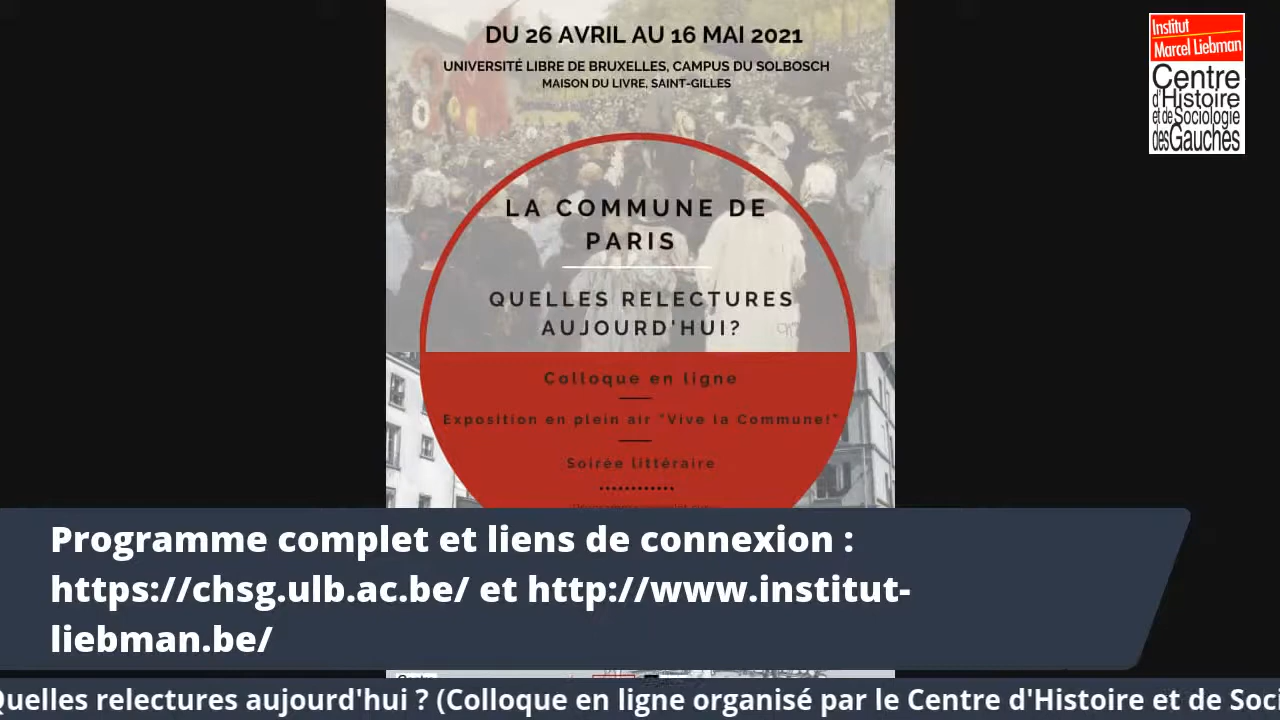 DU 26 AVRIL AU 16 MAI 2021
UNIVERSITÉ LIBRE DE BRUXELLES, CAMPUS DU SOLBOSCH
MAISON DU LIVRE, SAINT-GILLES
Institut
Marcel Liebman
Centre
d'Histoire
et de Sociologie
des Gauches
LA COMMUNE DE
PARIS
QUELLES RELECTURES
AUJOURD'HUI?
Colloque en ligne
Exposition en plein air "Vive la Commune!"
Soirée littéraire
Programme complet et liens de connexion :
https://chsg.ulb.ac.be/ et http://www.institut-
liebman.be/
Quelles relectures aujourd'hui ? (Colloque en ligne organisé par le Centre d'Histoire et de Soci